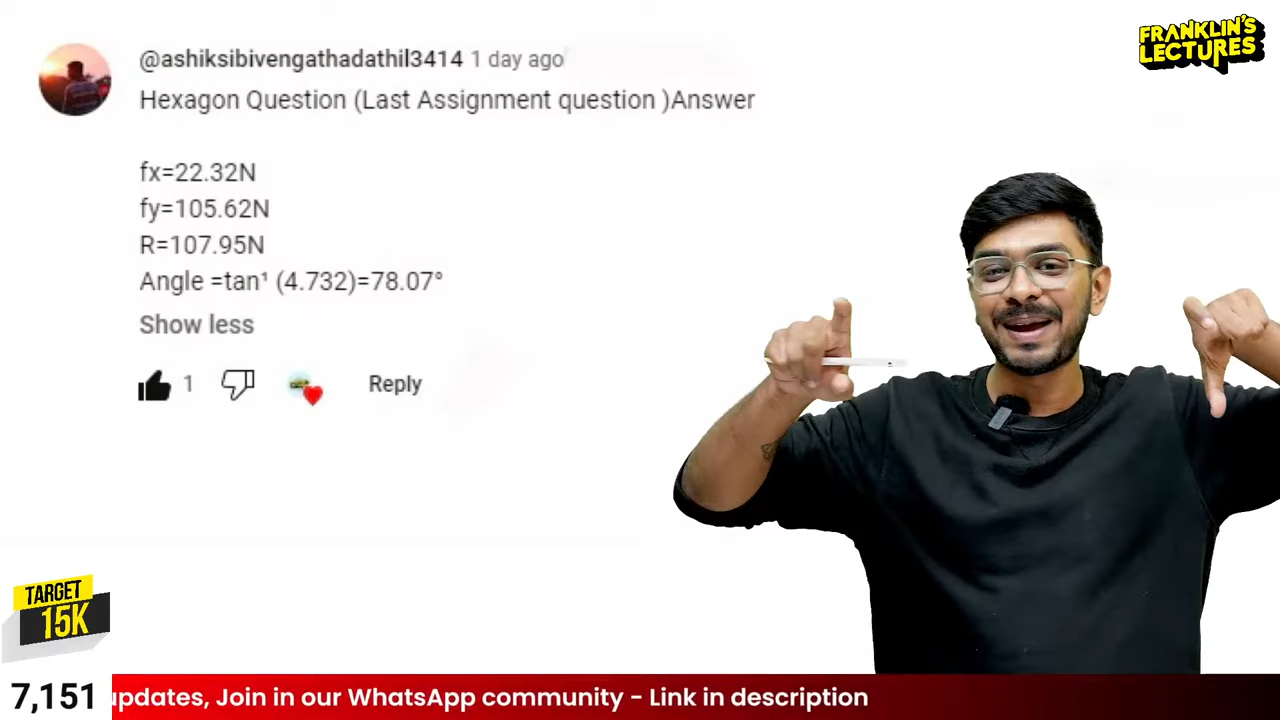 FRANKLIN'S
LECTURES
@ashiksibivengathadathil3414 1 day ago
Hexagon Question (Last Assignment question )Answer
fx=22.32N
fy=105.62N
R=107.95N
Angle =tan¹ (4.732)=78.07°
Show less
1
Reply
TARGET
15K
7,151
updates, Join in our WhatsApp community - Link in description